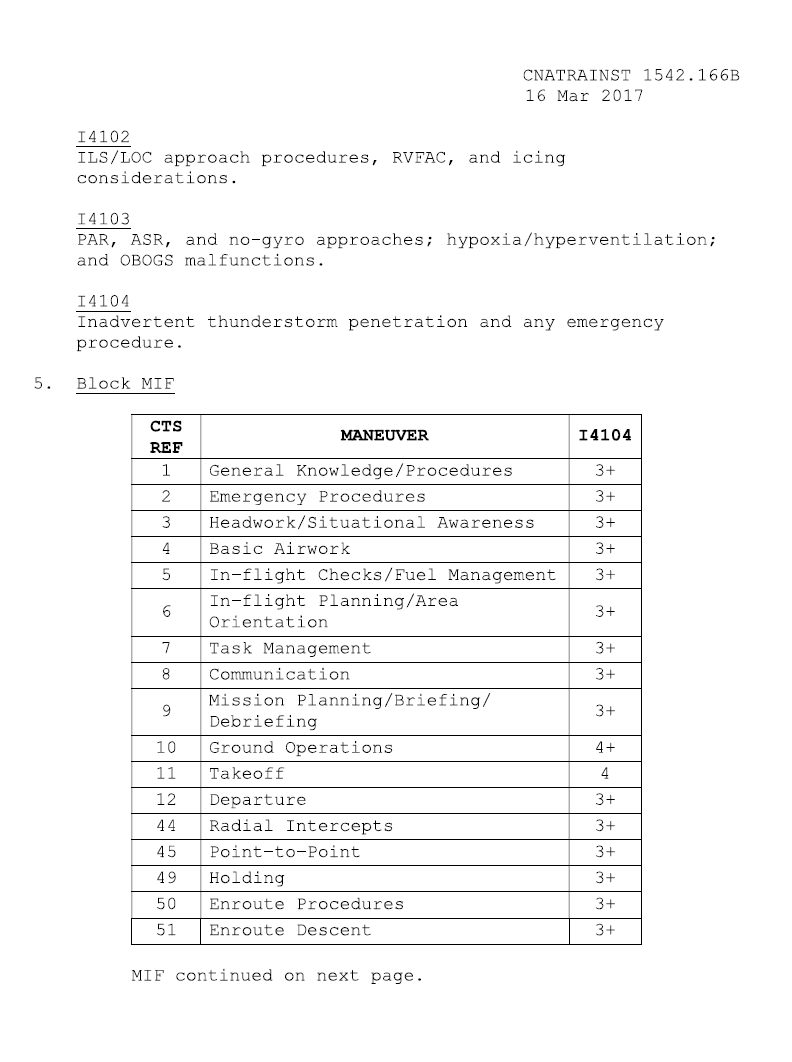 CNATRAINST 1542.166B
16 Mar 2017
I4102
ILS/LOC approach procedures, RVFAC, and icing
considerations.
I4103
PAR, ASR, and no-gyro approaches; hypoxia/hyperventilation;
and OBOGS malfunctions.
I4104
Inadvertent thunderstorm penetration and any emergency
procedure.
5. Block MIF
CTS REF MANEUVER I4104
1 General Knowledge/Procedures 3+
2 Emergency Procedures 3+
3 Headwork/Situational Awareness 3+
4 Basic Airwork 3+
5 In-flight Checks/Fuel Management 3+
6 In-flight Planning/Area
Orientation 3+
7 Task Management 3+
8 Communication 3+
9 Mission Planning/Briefing/
Debriefing 3+
10 Ground Operations 4+
11 Takeoff 4
12 Departure 3+
44 Radial Intercepts 3+
45 Point-to-Point 3+
49 Holding 3+
50 Enroute Procedures 3+
51 Enroute Descent 3+
MIF continued on next page.